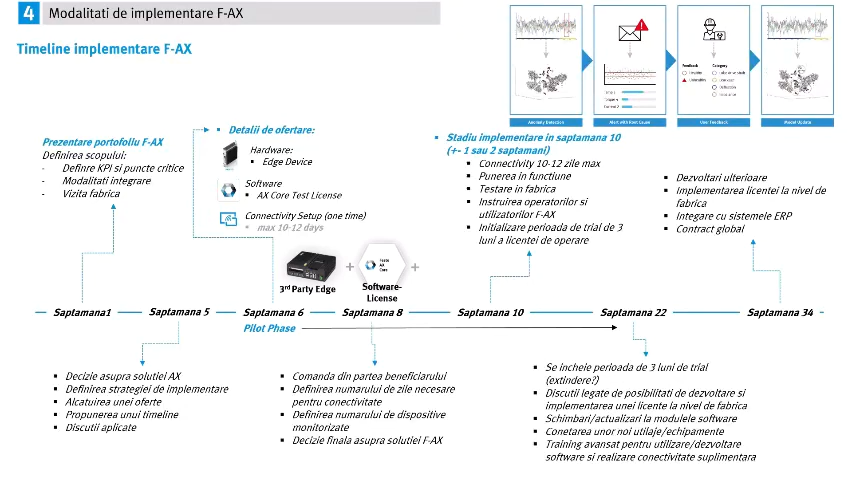 4 Modalitati de implementare F-AX
Timeline implementare F-AX
Anomaly Detection
Alert with Root Cause
Feedback
Category
User Feedback
Model Update
Prezentare portofoliu F-AX
Definirea scopului:
- Defínre KPI si puncte critice
- Modalitati integrare
- Vizita fabrica
▪ Detalii de ofertare:
Hardware:
▪ Edge Device
Software
▪ AX Core Test License
Connectivity Setup (one time)
▪ max 10-12 days
▪ Stadiu implementare in saptamana 10
(+- 1 sau 2 saptamani)
▪ Connectivity 10-12 zile max
▪ Punerea in functiune
▪ Testare in fabrica
▪ Instruirea operatorilor si
utilizatorilor F-AX
▪ Initializare perioada de trial de 3
luni a licentei de operare
▪ Dezvoltari ulterioare
▪ Implementarea licentei la nivel de
fabrica
▪ Integare cu sistemele ERP
▪ Contract global
3rd Party Edge
+
Festo
AX
Core
Software-
License
+
Saptamana1
Saptamana 5
Saptamana 6
Saptamana 8
Saptamana 10
Saptamana 22
Saptamana 34
Pilot Phase
▪ Decizie asupra solutiei AX
▪ Definirea strategiei de implementare
▪ Alcatuirea unei oferte
▪ Propunerea unui timeline
▪ Discutii aplicate
▪ Comanda din partea beneficiarului
▪ Definirea numarului de zile necesare
pentru conectivitate
▪ Definirea numarului de dispozitive
monitorizate
▪ Decizie finala asupra solutiei F-AX
▪ Se incheie perioada de 3 luni de trial
(extindere?)
▪ Discutii legate de posibilitati de dezvoltare si
implementarea unei licente la nivel de fabrica
▪ Schimbari/actualizari la modulele software
▪ Conetarea unor noi utilaje/echipamente
▪ Training avansat pentru utilizare/dezvoltare
software si realizare conectivitate suplimentara